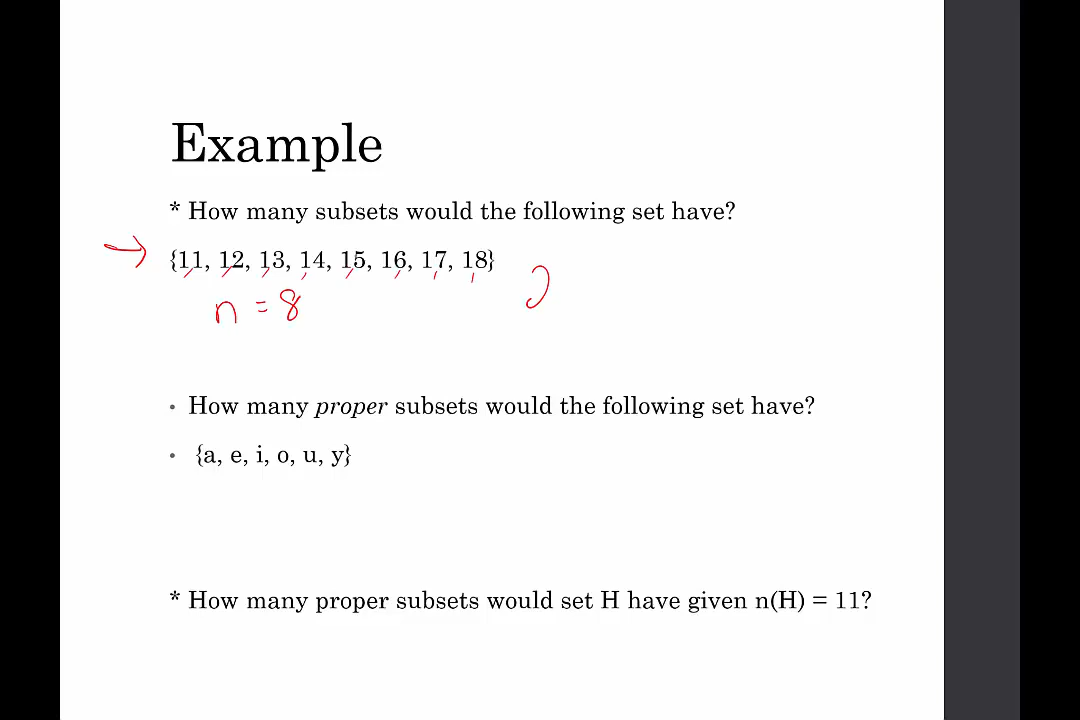 Example
* How many subsets would the following set have?
{11, 12, 13, 14, 15, 16, 17, 18}
n = 8
• How many proper subsets would the following set have?
• {a, e, i, o, u, y}
* How many proper subsets would set H have given n(H) = 11?